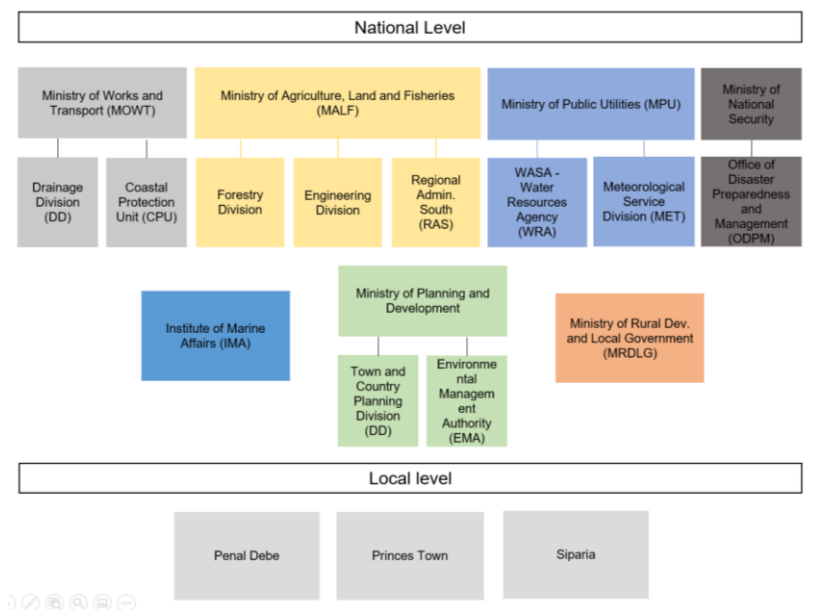 National Level
Ministry of Works and
Transport (MOWT)
Ministry of Agriculture, Land and Fisheries
(MALF)
Ministry of Public Utilities (MPU)
Ministry of
National
Security
Drainage
Division
(DD)
Coastal
Protection
Unit (CPU)
Forestry
Division
Engineering
Division
Regional
Admin.
South
(RAS)
WASA -
Water
Resources
Agency
(WRA)
Meteorological
Service
Division (MET)
Office of
Disaster
Preparedness
and
Management
(ODPM)
Institute of Marine
Affairs (IMA)
Ministry of Planning and
Development
Ministry of Rural Dev.
and Local Government
(MRDLG)
Town and
Country
Planning
Division
(DD)
Environme
ntal
Managem
ent
Authority
(EMA)
Local level
Penal Debe
Princes Town
Siparia